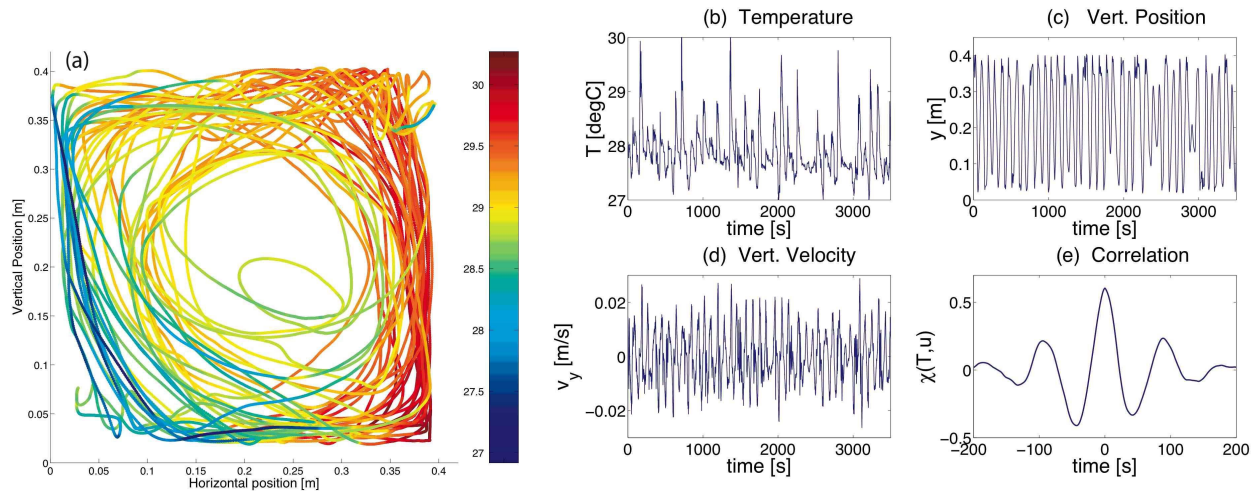 (a)
Vertical Position [m]
0.4
0.35
0.3
0.25
0.2
0.15
0.1
0.05
0
0 0.05 0.1 0.15 0.2 0.25 0.3 0.35 0.4
Horizontal position [m]
30
29.5
29
28.5
28
27.5
27
(b) Temperature
T [degC]
30
29
28
27
0 1000 2000 3000
time [s]
(c) Vert. Position
y [m]
0.4
0.3
0.2
0.1
0
0 1000 2000 3000
time [s]
(d) Vert. Velocity
v_y [m/s]
0.02
0
−0.02
0 1000 2000 3000
time [s]
(e) Correlation
χ(T,u)
0.5
0
−0.5
−200 −100 0 100 200
time [s]